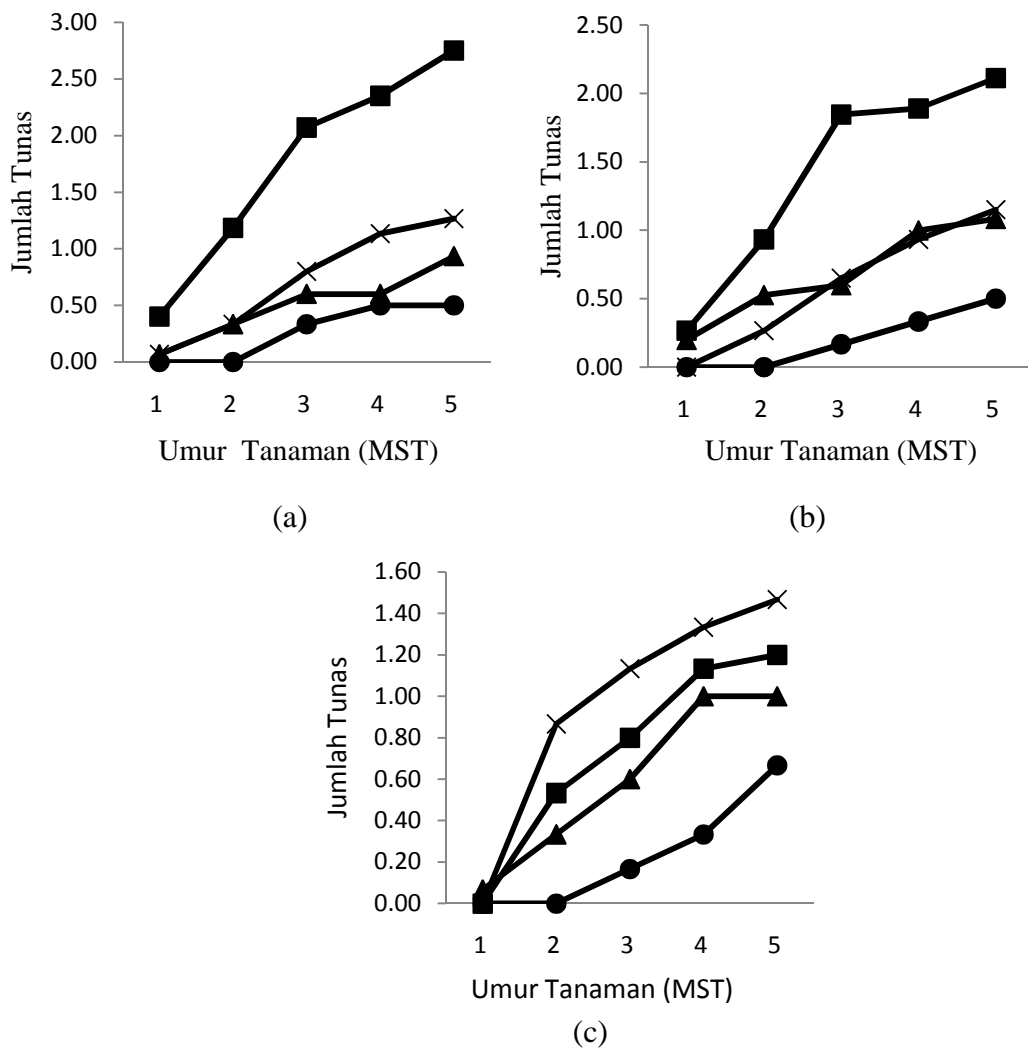 3.00
2.50
2.00
1.50
1.00
0.50
0.00
Jumlah Tunas
1 2 3 4 5
Umur Tanaman (MST)
(a)
2.50
2.00
1.50
1.00
0.50
0.00
Jumlah Tunas
1 2 3 4 5
Umur Tanaman (MST)
(b)
1.60
1.40
1.20
1.00
0.80
0.60
0.40
0.20
0.00
Jumlah Tunas
1 2 3 4 5
Umur Tanaman (MST)
(c)